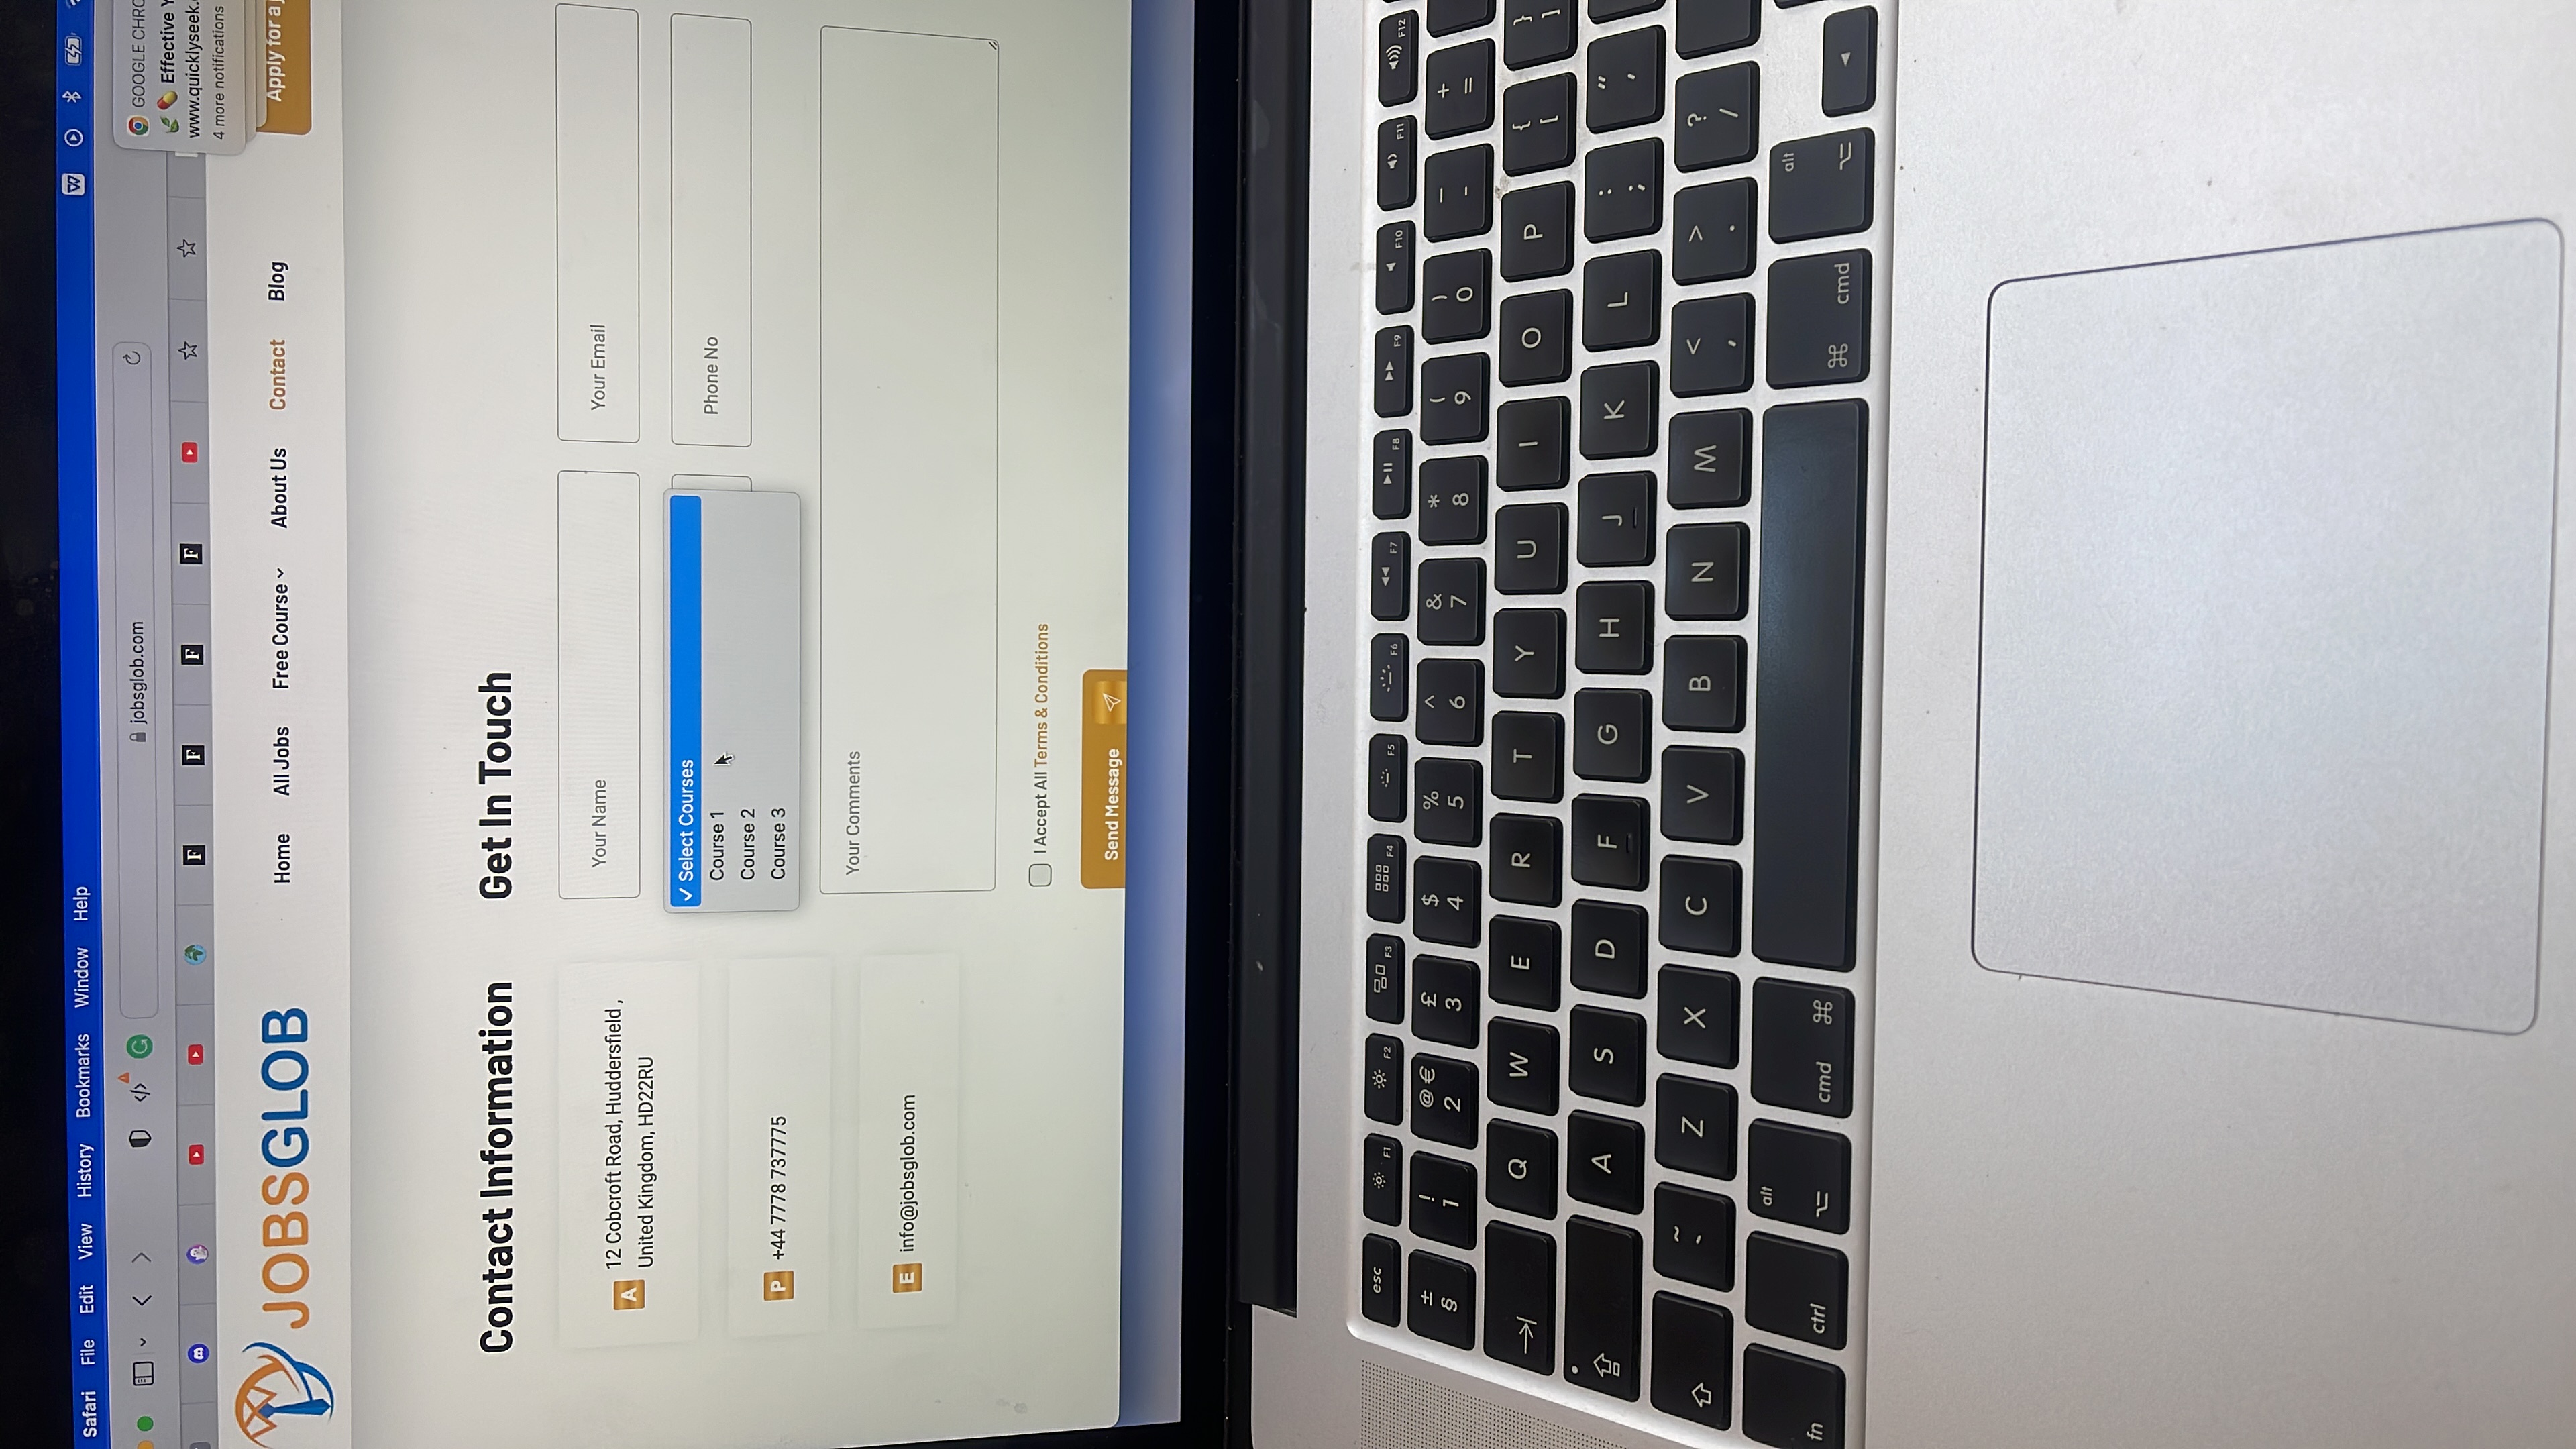 Safari File Edit View History Bookmarks Window Help
jobsglob.com
GOOGLE CHRO
Effective Y
www.quicklyseek.
4 more notifications
JOBSGLOB
Home All Jobs Free Course About Us Contact Blog
Apply for a j
Contact Information
12 Cobcroft Road, Huddersfield ,
United Kingdom, HD22RU
A
P +44 7778 737775
E info@jobsglob.com
Get In Touch
Your Name Your Email
✓ Select Courses
Course 1
Course 2
Course 3
Phone No
Your Comments
I Accept All Terms & Conditions
Send Message
esc F1 F2 F3 F4 F5 F6 F7 F8 F9 F10 F11 F12
± ! @ € £ $ % ^ & * ( ) — +
§ 1 2 3 4 5 6 7 8 9 0 - =
Q W E R T Y U I O P { [ } ]
A S D F G H J K L : ; " '
~ ` Z X C V B N M < , > . ? /
fn ctrl alt cmd ⌘ ⌘ cmd alt